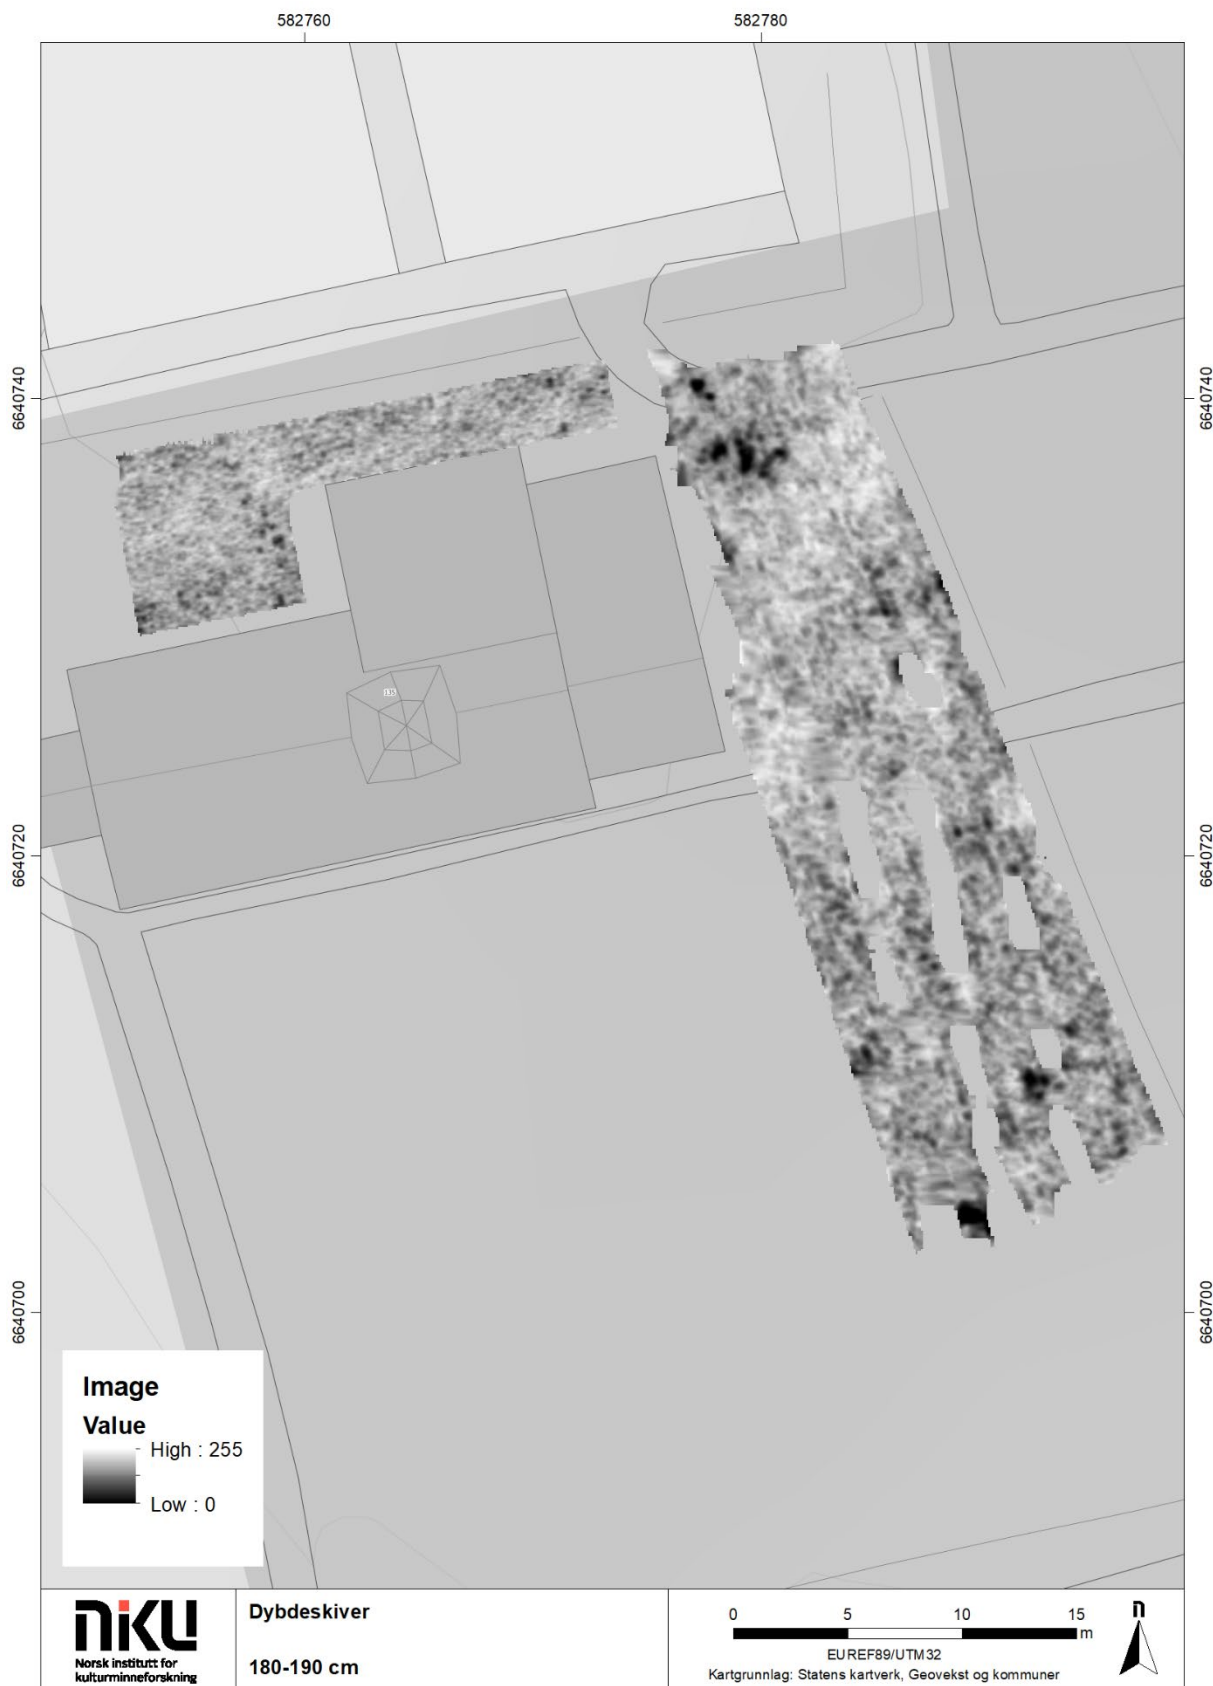 582760
582780
6640740
6640740
135
6640720
6640720
6640700
6640700
Image
Value
High : 255
Low : 0
NIKU
Norsk institutt for
kulturminneforskning
Dybdeskiver
180-190 cm
0 5 10 15
m
EUREF89/UTM32
Kartgrunnlag: Statens kartverk, Geovekst og kommuner
n